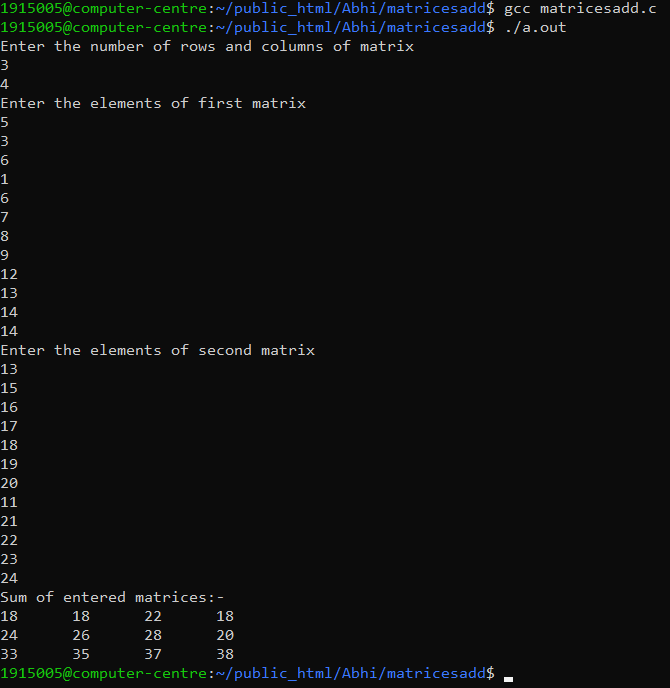 1915005@computer-centre:~/public_html/Abhi/matricesadd$ gcc matricesadd.c
1915005@computer-centre:~/public_html/Abhi/matricesadd$ ./a.out
Enter the number of rows and columns of matrix
3
4
Enter the elements of first matrix
5
3
6
1
6
7
8
9
12
13
14
14
Enter the elements of second matrix
13
15
16
17
18
19
20
11
21
22
23
24
Sum of entered matrices:-
18 18 22 18
24 26 28 20
33 35 37 38
1915005@computer-centre:~/public_html/Abhi/matricesadd$